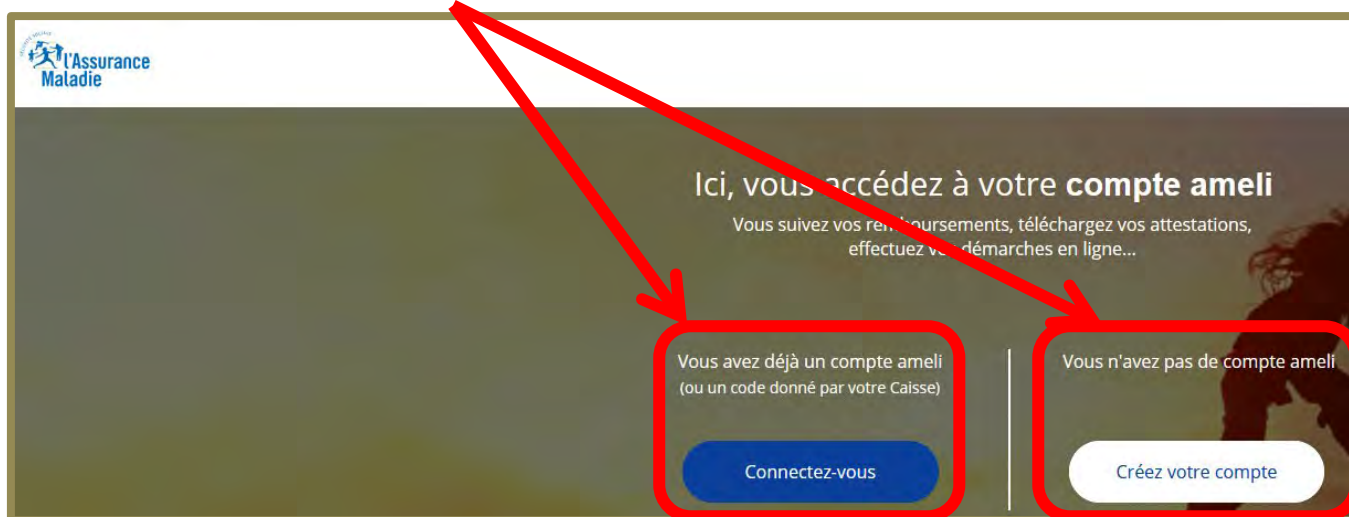 l'Assurance
Maladie
Ici, vous accédez à votre compte ameli
Vous suivez vos remboursements, téléchargez vos attestations,
effectuez vos démarches en ligne...
Vous avez déjà un compte ameli
(ou un code donné par votre Caisse)
Connectez-vous
Vous n'avez pas de compte ameli
Créez votre compte